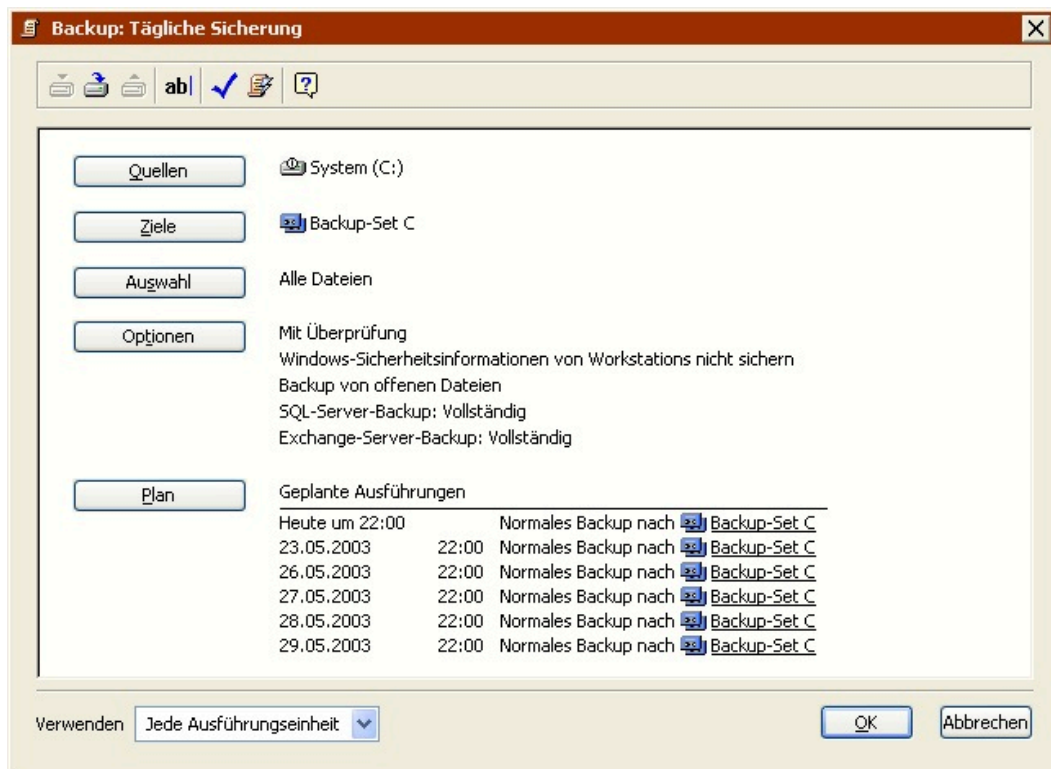 Backup: Tägliche Sicherung
ab
Quellen System (C:)
Ziele Backup-Set C
Auswahl Alle Dateien
Optionen Mit Überprüfung
Windows-Sicherheitsinformationen von Workstations nicht sichern
Backup von offenen Dateien
SQL-Server-Backup: Vollständig
Exchange-Server-Backup: Vollständig
Plan Geplante Ausführungen
Heute um 22:00 Normales Backup nach Backup-Set C
23.05.2003 22:00 Normales Backup nach Backup-Set C
26.05.2003 22:00 Normales Backup nach Backup-Set C
27.05.2003 22:00 Normales Backup nach Backup-Set C
28.05.2003 22:00 Normales Backup nach Backup-Set C
29.05.2003 22:00 Normales Backup nach Backup-Set C
Verwenden Jede Ausführungseinheit OK Abbrechen